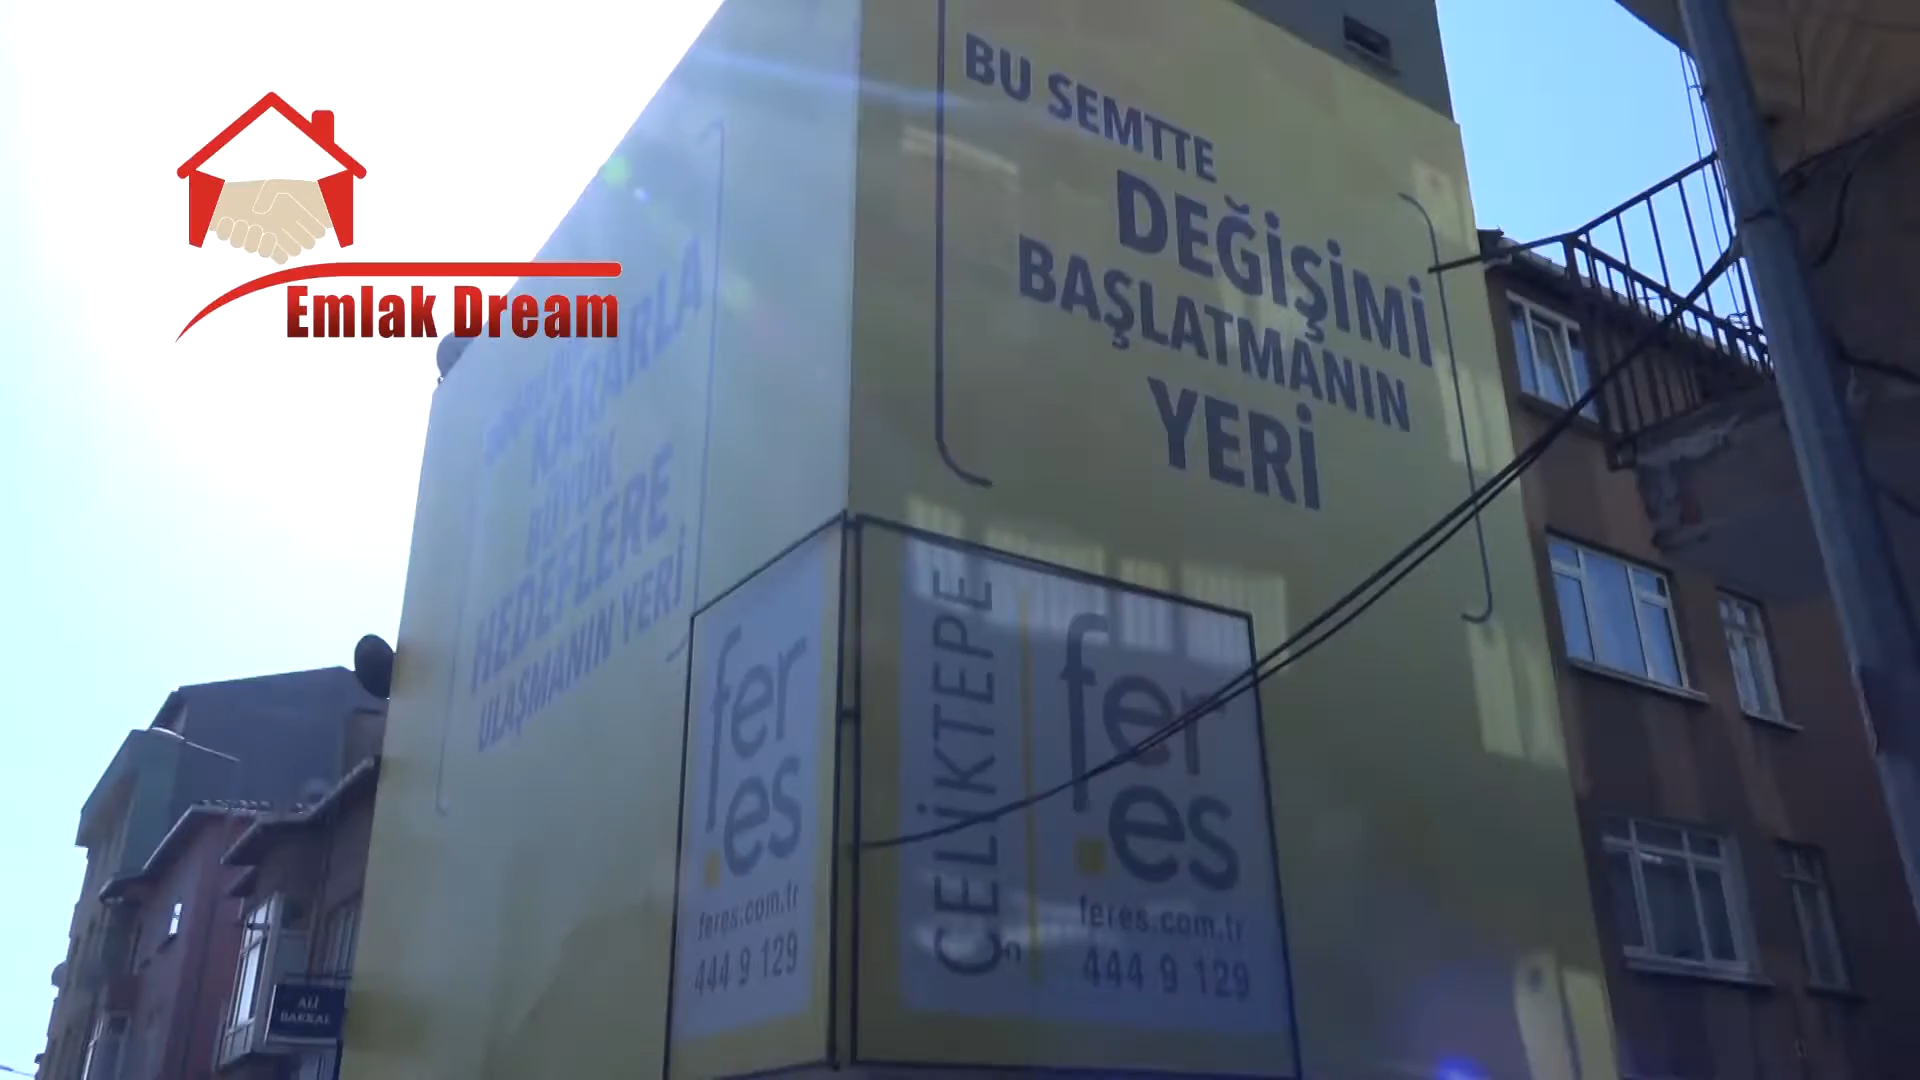 Emlak Dream
BU SEMTTE
DEĞİŞİMİ
BAŞLATMANIN
YERİ
KARARLA
BÜYÜK
HEDEFLERE
ULAŞMANIN YERİ
fer
.es
feres.com.tr
444 9 129
ÇELİKTEPE
fer
.es
feres.com.tr
444 9 129
ALİ
BAKKAL